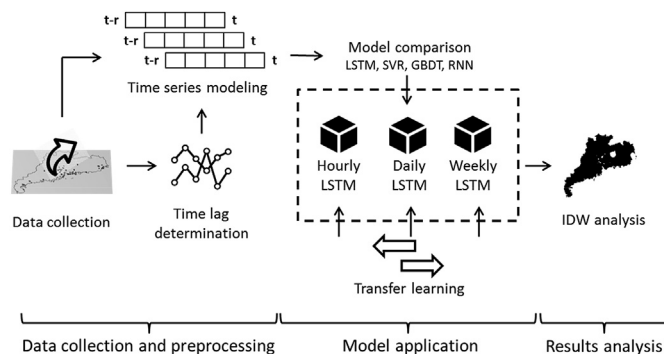 t-r
t
t-r
t
t-r
t
Time series modeling
Model comparison
LSTM, SVR, GBDT, RNN
Hourly
LSTM
Daily
LSTM
Weekly
LSTM
Data collection
Time lag
determination
IDW analysis
Transfer learning
Data collection and preprocessing
Model application
Results analysis